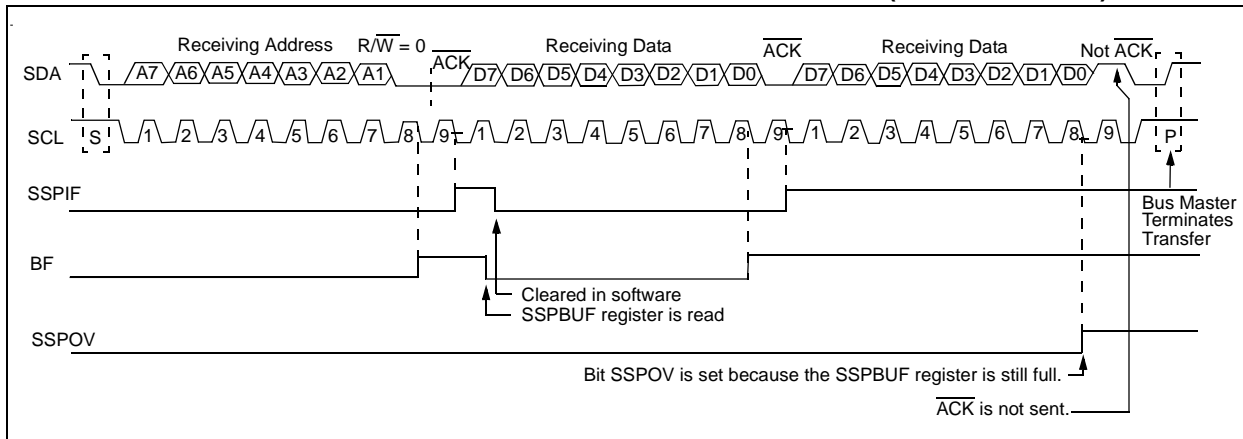 Receiving Address R/W̅ = 0 A̅C̅K̅ Receiving Data A̅C̅K̅ Receiving Data Not A̅C̅K̅
SDA A7 A6 A5 A4 A3 A2 A1 D7 D6 D5 D4 D3 D2 D1 D0 D7 D6 D5 D4 D3 D2 D1 D0
SCL S 1 2 3 4 5 6 7 8 9 1 2 3 4 5 6 7 8 9 1 2 3 4 5 6 7 8 9 P
SSPIF
Bus Master
Terminates
Transfer
BF
Cleared in software
SSPBUF register is read
SSPOV
Bit SSPOV is set because the SSPBUF register is still full.
A̅C̅K̅ is not sent.